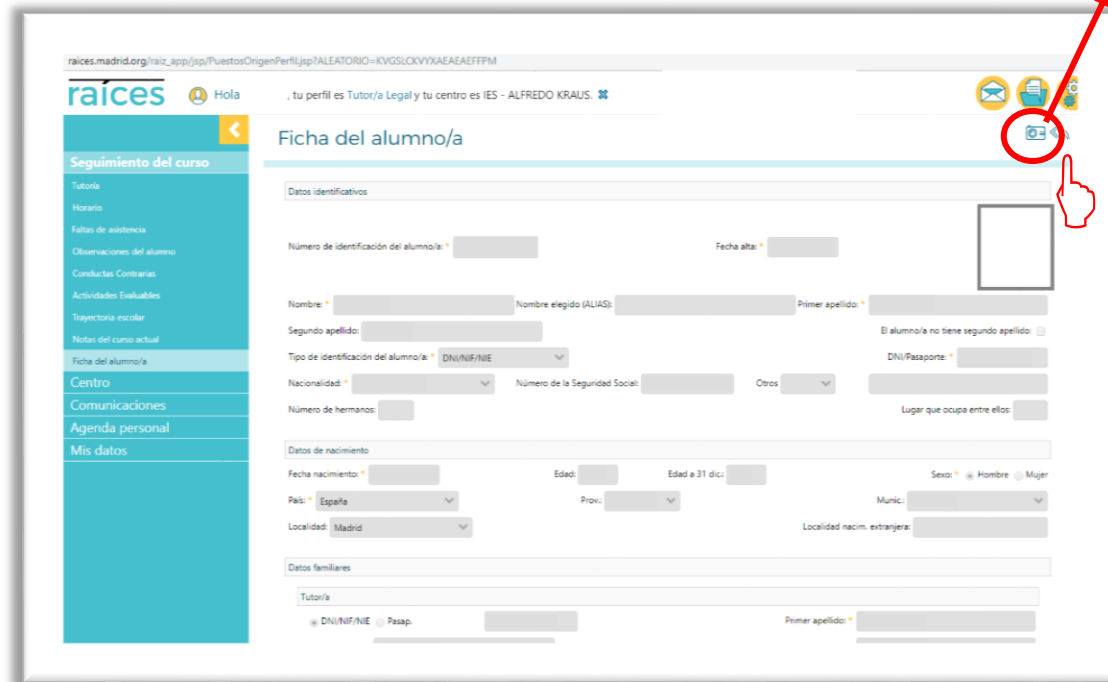 raices.madrid.org/raiz_app/jsp/PuestosOrigenPerfil.jsp?ALEATORIO=KVGSLCKVYXAEAEAEFFPM
raíces Hola , tu perfil es Tutor/a Legal y tu centro es IES - ALFREDO KRAUS.
Ficha del alumno/a
Seguimiento del curso
Tutoría
Horario
Faltas de asistencia
Observaciones del alumno
Conductas Contrarias
Actividades Evaluables
Trayectoria escolar
Notas del curso actual
Ficha del alumno/a
Centro
Comunicaciones
Agenda personal
Mis datos
Datos identificativos
Número de identificación del alumno/a: * Fecha alta: *
Nombre: * Nombre elegido (ALIAS): Primer apellido: *
Segundo apellido: El alumno/a no tiene segundo apellido:
Tipo de identificación del alumno/a: * DNI/NIF/NIE DNI/Pasaporte: *
Nacionalidad: * Número de la Seguridad Social: Otros
Número de hermanos: Lugar que ocupa entre ellos:
Datos de nacimiento
Fecha nacimiento: * Edad: Edad a 31 dic.: Sexo: * Hombre Mujer
País: * España Prov.: Munic.:
Localidad: Madrid Localidad nacim. extranjera:
Datos familiares
Tutor/a
DNI/NIF/NIE Pasap. Primer apellido: *